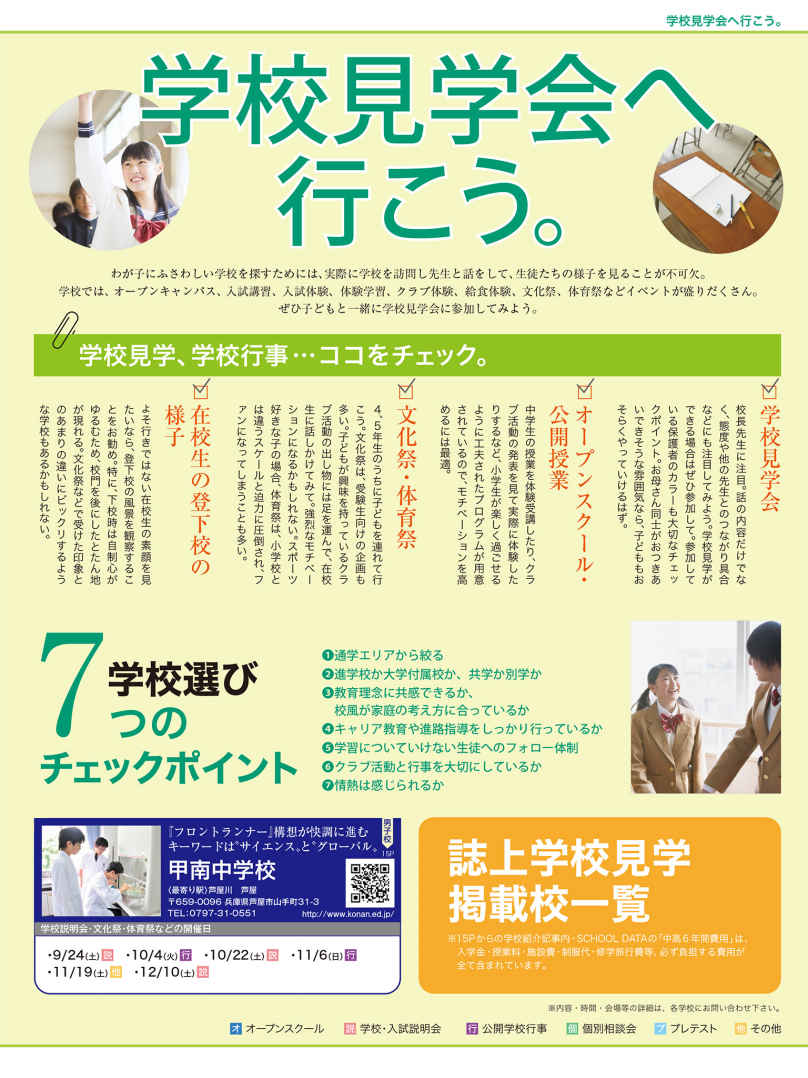 学校見学会へ行こう。
学校見学会へ
行こう。
わが子にふさわしい学校を探すためには、実際に学校を訪問し先生と話をして、生徒たちの様子を見ることが不可欠。
学校では、オープンキャンパス、入試講習、入試体験、体験学習、クラブ体験、給食体験、文化祭、体育祭などイベントが盛りだくさん。
ぜひ子どもと一緒に学校見学会に参加してみよう。
学校見学、学校行事…ココをチェック。
学校見学会
校長先生に注目。話の内容だけでな
く、態度や他の先生とのつながり具合
などにも注目してみよう。学校見学が
できる場合はぜひ参加して。参加して
いる保護者のカラーも大切なチェッ
クポイント。お母さん同士がおつきあ
いできそうな雰囲気なら、子どももお
そらくやっていけるはず。
オープンスクール・
公開授業
中学生の授業を体験受講したり、クラ
ブ活動の発表を見て実際に体験した
りするなど、小学生が楽しく過ごせる
ように工夫されたプログラムが用意
されているので、モチベーションを高
めるには最適。
文化祭・体育祭
4、5年生のうちに子どもを連れて行
こう。文化祭は、受験生向けの企画も
多い。子どもが興味を持っているクラ
ブ活動の出し物には足を運んで、在校
生に話しかけてみて。強烈なモチベー
ションになるかもしれない。スポーツ
好きな子の場合、体育祭は、小学校と
は違うスケールと迫力に圧倒され、フ
ァンになってしまうことも多い。
在校生の登下校の
様子
よそ行きではない在校生の素顔を見
たいなら、登下校の風景を観察するこ
とをお勧め。特に、下校時は自制心が
ゆるむため、校門を後にしたとたん地
が現れる。文化祭などで受けた印象と
のあまりの違いにビックリするよう
な学校もあるかもしれない。
7 学校選び
つの
チェックポイント
❶通学エリアから絞る
❷進学校か大学付属校か、共学か別学か
❸教育理念に共感できるか、
校風が家庭の考え方に合っているか
❹キャリア教育や進路指導をしっかり行っているか
❺学習についていけない生徒へのフォロー体制
❻クラブ活動と行事を大切にしているか
❼情熱は感じられるか
『フロントランナー』構想が快調に進む
キーワードは“サイエンス”と“グローバル”。
男子校
15P
甲南中学校
〈最寄り駅〉芦屋川 芦屋
〒659-0096 兵庫県芦屋市山手町31-3
TEL:0797-31-0551
http://www.konan.ed.jp/
学校説明会・文化祭・体育祭などの開催日
・9/24(土)説 ・10/4(火)行 ・10/22(土)説 ・11/6(日)行
・11/19(土)他 ・12/10(土)説
誌上学校見学
掲載校一覧
※15Pからの学校紹介記事内・SCHOOL DATAの「中高6年間費用」は、
入学金・授業料・施設費・制服代・修学旅行費等、必ず負担する費用が
全て含まれています。
※内容・時間・会場等の詳細は、各学校にお問い合わせ下さい。
オ オープンスクール 説 学校・入試説明会 行 公開学校行事 個 個別相談会 プ プレテスト 他 その他